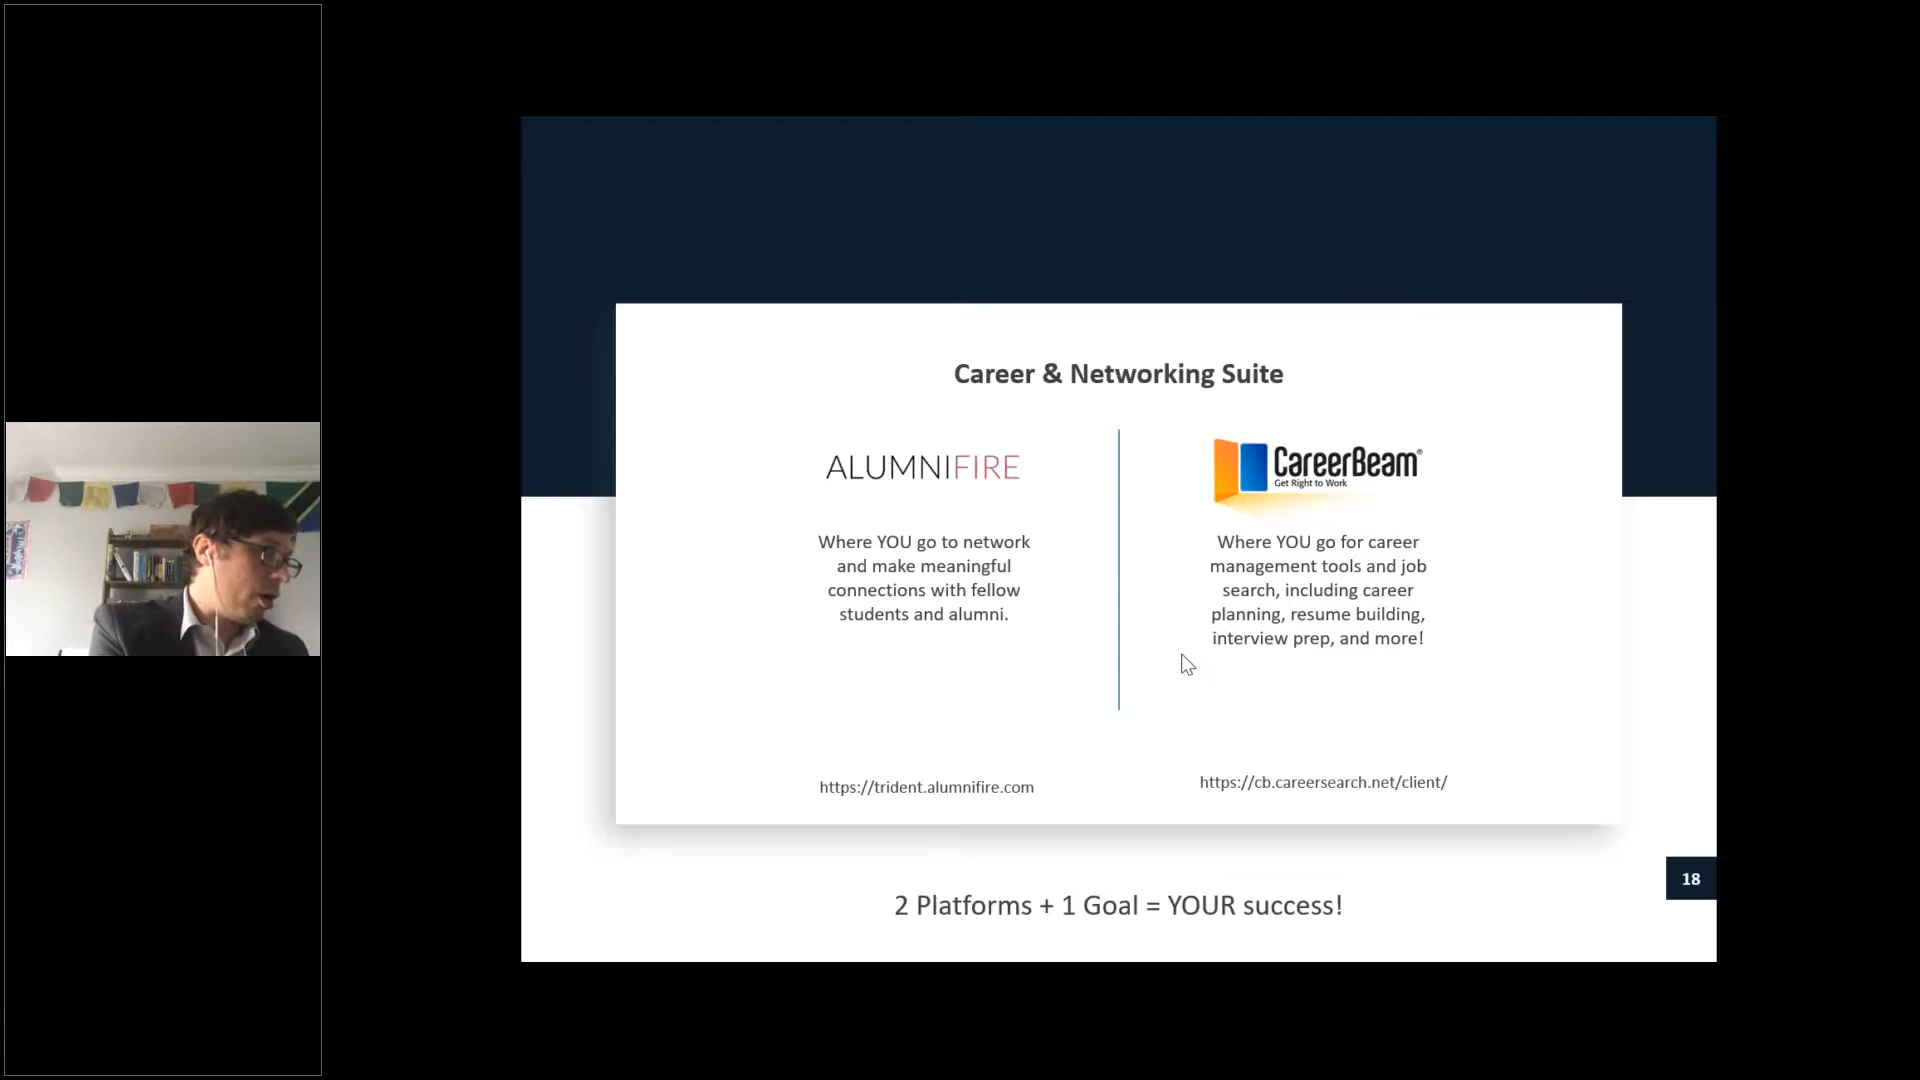 Career & Networking Suite
ALUMNIFIRE
Where YOU go to network
and make meaningful
connections with fellow
students and alumni.
https://trident.alumnifire.com
CareerBeam®
Get Right to Work
Where YOU go for career
management tools and job
search, including career
planning, resume building,
interview prep, and more!
https://cb.careersearch.net/client/
18
2 Platforms + 1 Goal = YOUR success!